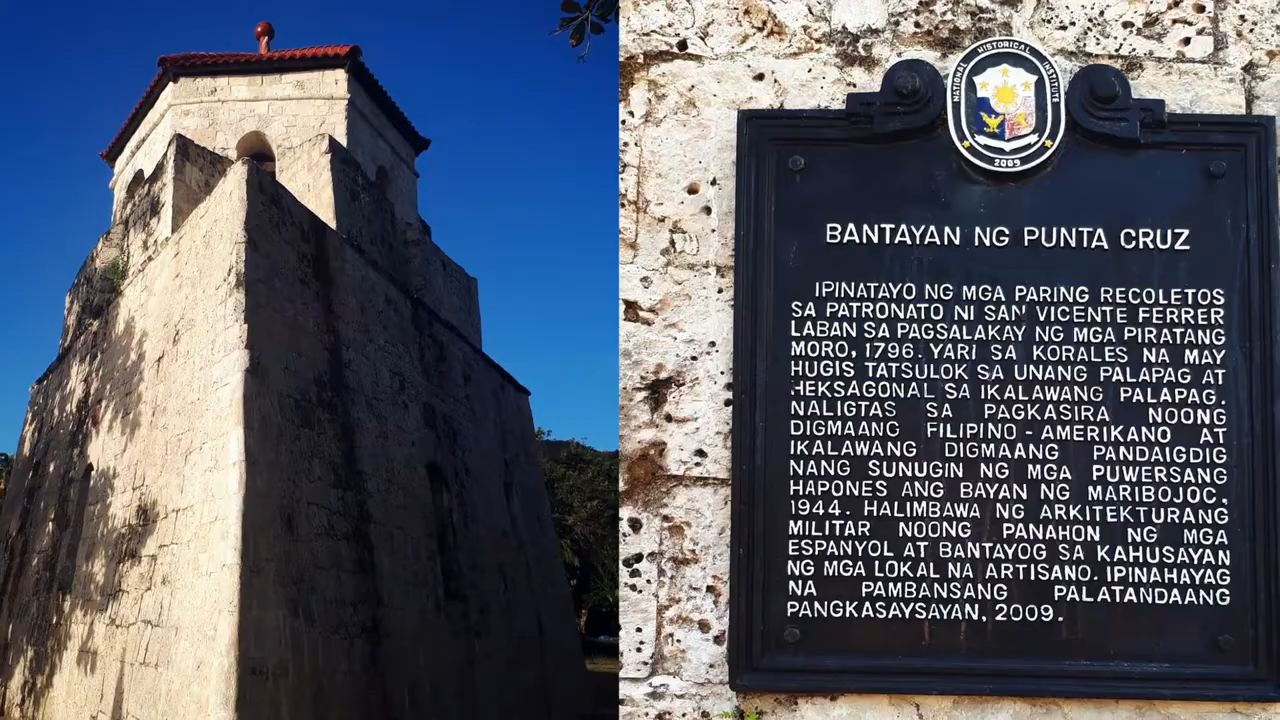 NATIONAL HISTORICAL INSTITUTE
2009
BANTAYAN NG PUNTA CRUZ
IPINATAYO NG MGA PARING RECOLETOS
SA PATRONATO NI SAN VICENTE FERRER
LABAN SA PAGSALAKAY NG MGA PIRATANG
MORO, 1796. YARI SA KORALES NA MAY
HUGIS TATSULOK SA UNANG PALAPAG AT
HEKSAGONAL SA IKALAWANG PALAPAG.
NALIGTAS SA PAGKASIRA NOONG
DIGMAANG FILIPINO-AMERIKANO AT
IKALAWANG DIGMAANG PANDAIGDIG
NANG SUNUGIN NG MGA PUWERSANG
HAPONES ANG BAYAN NG MARIBOJOC,
1944. HALIMBAWA NG ARKITEKTURANG
MILITAR NOONG PANAHON NG MGA
ESPANYOL AT BANTAYOG SA KAHUSAYAN
NG MGA LOKAL NA ARTISANO. IPINAHAYAG
NA PAMBANSANG PALATANDAANG
PANGKASAYSAYAN, 2009.